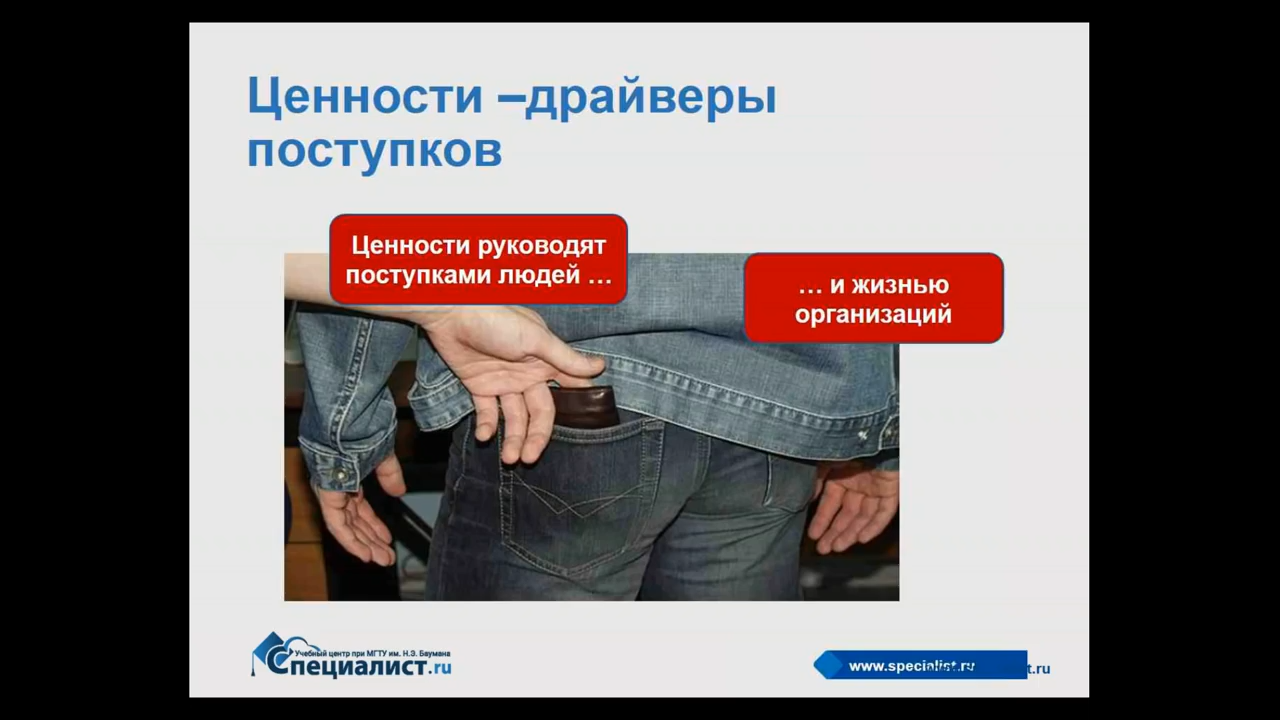 Ценности –драйверы
поступков
Ценности руководят
поступками людей …
… и жизнью
организаций
Учебный центр при МГТУ им. Н.Э. Баумана
Специалист.ru
www.specialist.ru
t.ru